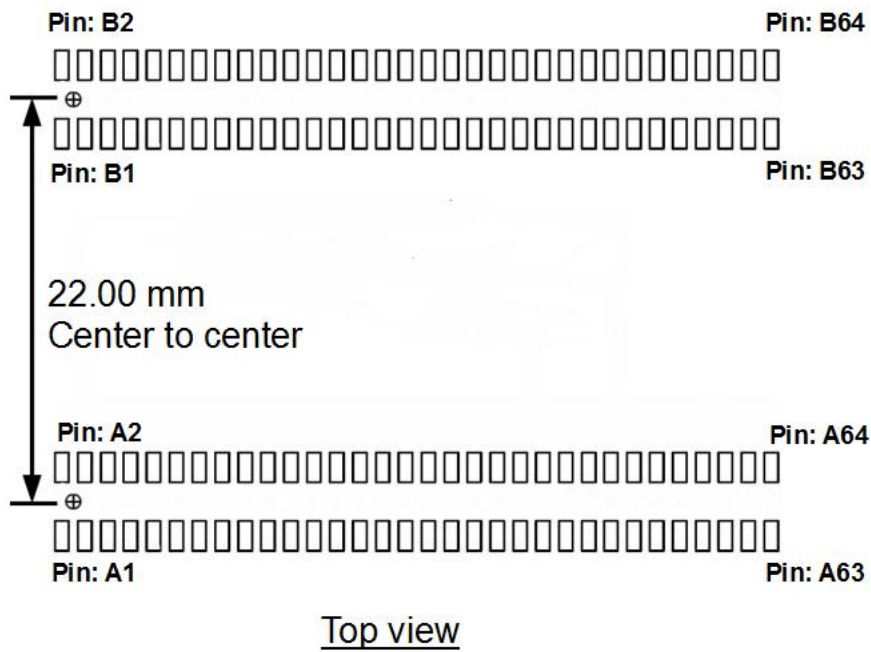 Pin: B2
Pin: B64
Pin: B1
Pin: B63
22.00 mm
Center to center
Pin: A2
Pin: A64
Pin: A1
Pin: A63
Top view